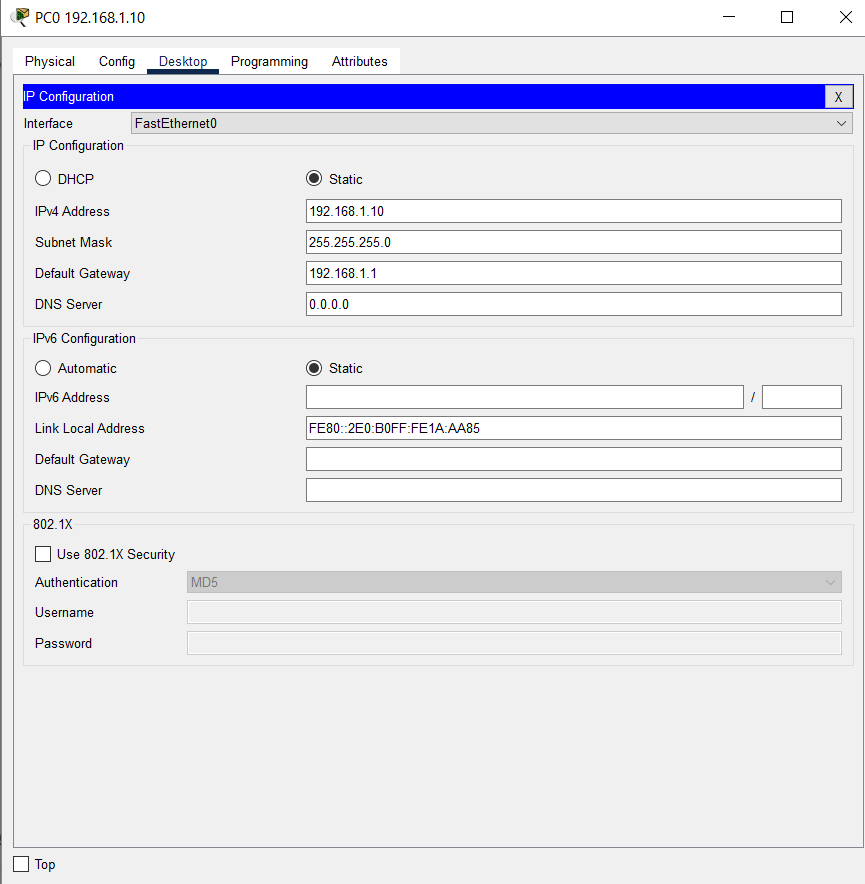 PC0 192.168.1.10
Physical Config Desktop Programming Attributes
IP Configuration X
Interface FastEthernet0
IP Configuration
DHCP Static
IPv4 Address 192.168.1.10
Subnet Mask 255.255.255.0
Default Gateway 192.168.1.1
DNS Server 0.0.0.0
IPv6 Configuration
Automatic Static
IPv6 Address /
Link Local Address FE80::2E0:B0FF:FE1A:AA85
Default Gateway
DNS Server
802.1X
Use 802.1X Security
Authentication MD5
Username
Password
Top